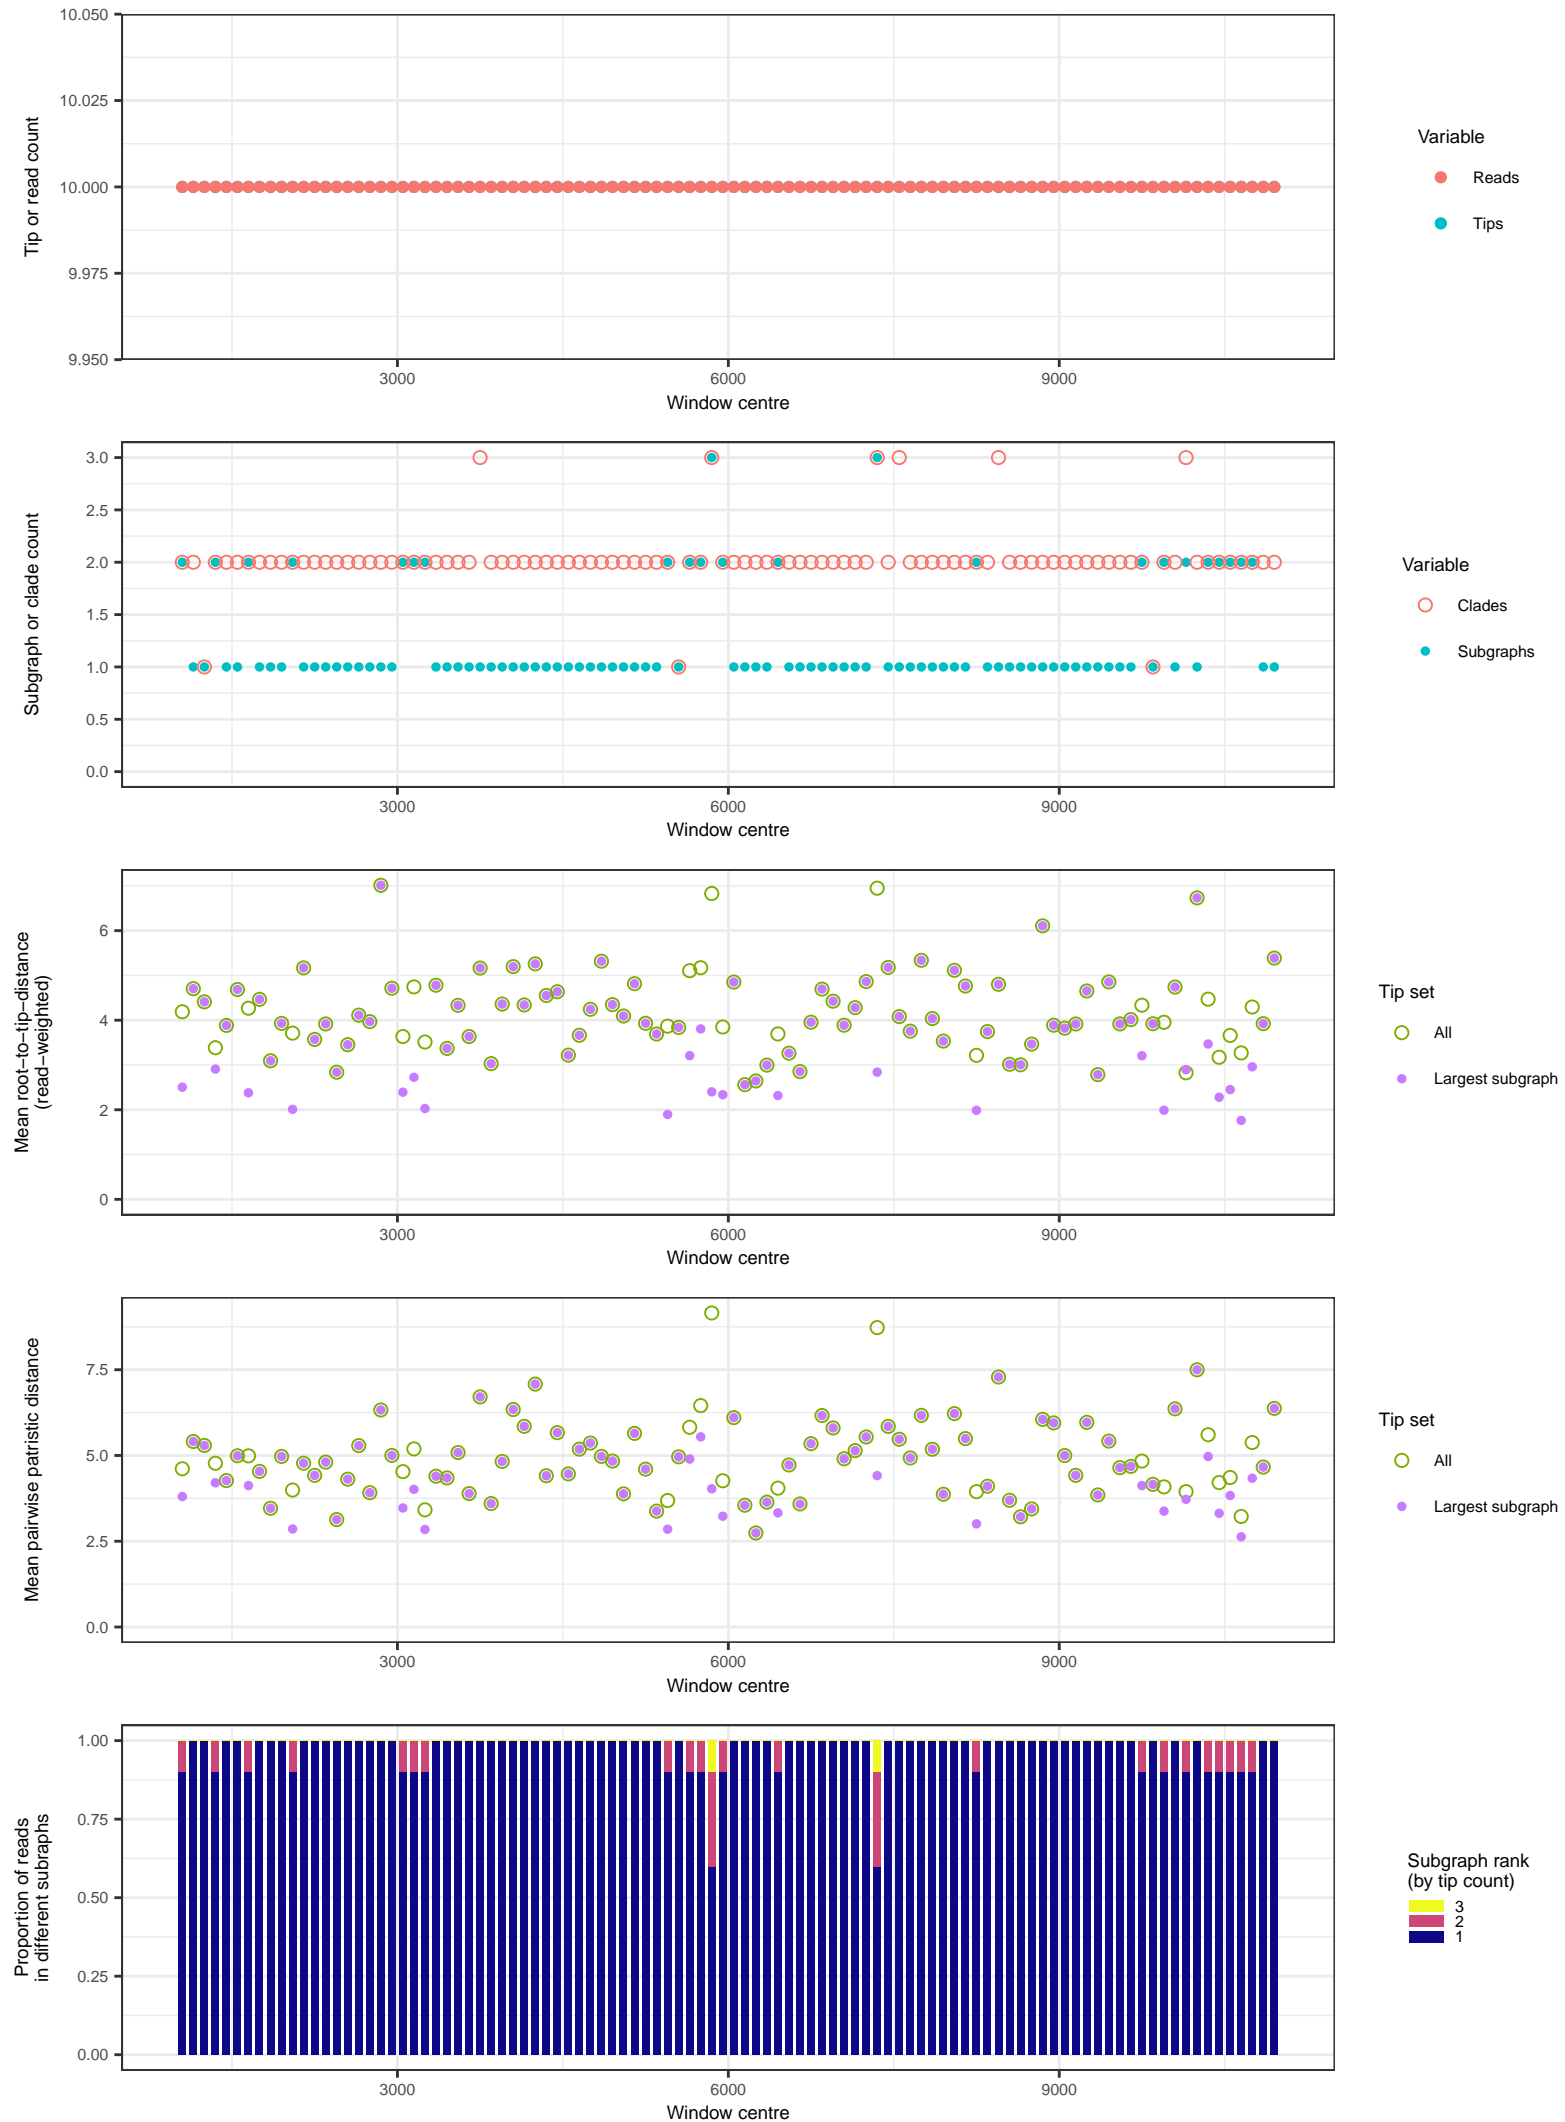 10.050
10.025
10.000
9.975
9.950
Tip or read count
3000 6000 9000
Window centre
Variable
Reads
Tips
3.0
2.5
2.0
1.5
1.0
0.5
0.0
Subgraph or clade count
3000 6000 9000
Window centre
Variable
Clades
Subgraphs
6
4
2
0
Mean root−to−tip−distance
(read−weighted)
3000 6000 9000
Window centre
Tip set
All
Largest subgraph
7.5
5.0
2.5
0.0
Mean pairwise patristic distance
3000 6000 9000
Window centre
Tip set
All
Largest subgraph
1.00
0.75
0.50
0.25
0.00
Proportion of reads
in different subraphs
3000 6000 9000
Window centre
Subgraph rank
(by tip count)
3
2
1